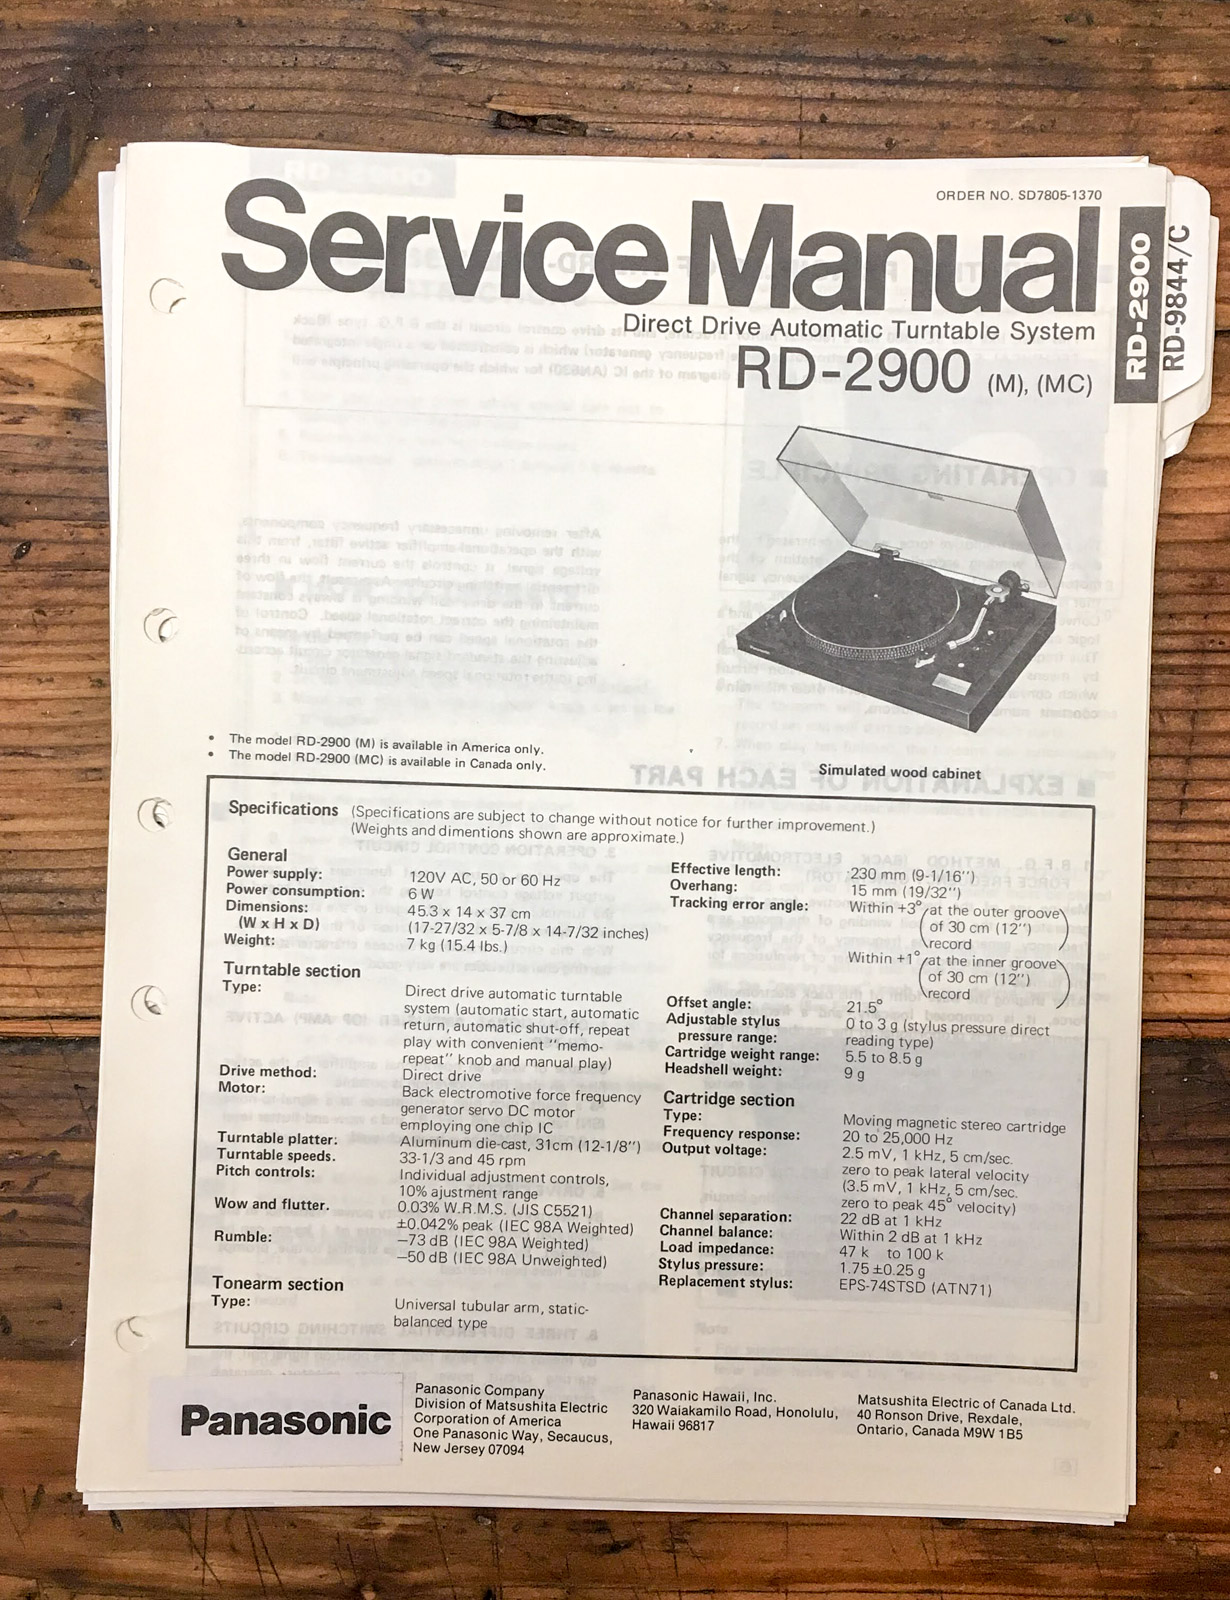 ORDER NO. SD7805-1370
Service Manual
Direct Drive Automatic Turntable System
RD-2900 (M), (MC)
RD-2900
RD-9844/C
• The model RD-2900 (M) is available in America only.
• The model RD-2900 (MC) is available in Canada only.
Simulated wood cabinet
Specifications (Specifications are subject to change without notice for further improvement.)
(Weights and dimentions shown are approximate.)
General
Power supply: 120V AC, 50 or 60 Hz
Power consumption: 6 W
Dimensions: 45.3 x 14 x 37 cm
(W x H x D) (17-27/32 x 5-7/8 x 14-7/32 inches)
Weight: 7 kg (15.4 lbs.)
Turntable section
Type: Direct drive automatic turntable
system (automatic start, automatic
return, automatic shut-off, repeat
play with convenient "memo-
repeat" knob and manual play)
Drive method: Direct drive
Motor: Back electromotive force frequency
generator servo DC motor
employing one chip IC
Turntable platter: Aluminum die-cast, 31cm (12-1/8")
Turntable speeds. 33-1/3 and 45 rpm
Pitch controls: Individual adjustment controls,
10% ajustment range
Wow and flutter. 0.03% W.R.M.S. (JIS C5521)
±0.042% peak (IEC 98A Weighted)
Rumble: −73 dB (IEC 98A Weighted)
−50 dB (IEC 98A Unweighted)
Tonearm section
Type: Universal tubular arm, static-
balanced type
Effective length: 230 mm (9-1/16")
Overhang: 15 mm (19/32")
Tracking error angle: Within +3° (at the outer groove
of 30 cm (12")
record)
Within +1° (at the inner groove
of 30 cm (12")
record)
Offset angle: 21.5°
Adjustable stylus 0 to 3 g (stylus pressure direct
pressure range: reading type)
Cartridge weight range: 5.5 to 8.5 g
Headshell weight: 9 g
Cartridge section
Type: Moving magnetic stereo cartridge
Frequency response: 20 to 25,000 Hz
Output voltage: 2.5 mV, 1 kHz, 5 cm/sec.
zero to peak lateral velocity
(3.5 mV, 1 kHz, 5 cm/sec.
zero to peak 45° velocity)
Channel separation: 22 dB at 1 kHz
Channel balance: Within 2 dB at 1 kHz
Load impedance: 47 k to 100 k
Stylus pressure: 1.75 ±0.25 g
Replacement stylus: EPS-74STSD (ATN71)
Panasonic
Panasonic Company
Division of Matsushita Electric
Corporation of America
One Panasonic Way, Secaucus,
New Jersey 07094
Panasonic Hawaii, Inc.
320 Waiakamilo Road, Honolulu,
Hawaii 96817
Matsushita Electric of Canada Ltd.
40 Ronson Drive, Rexdale,
Ontario, Canada M9W 1B5